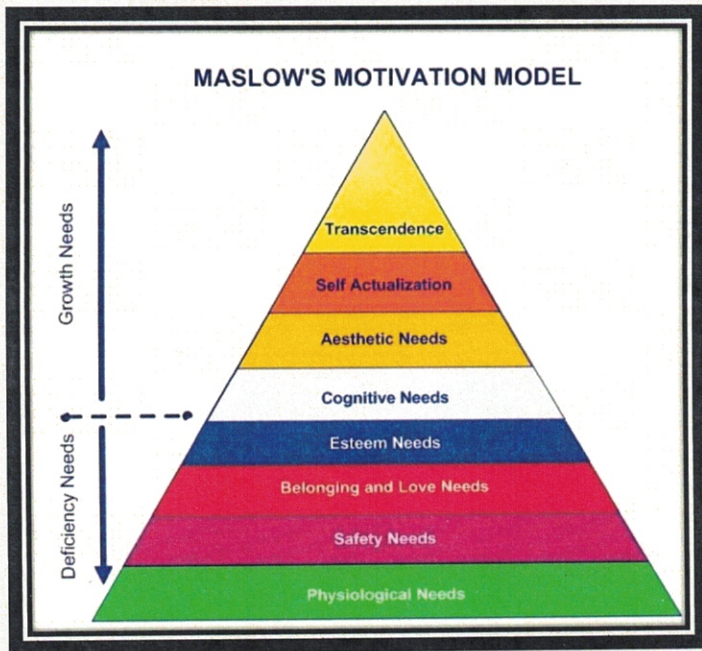 MASLOW'S MOTIVATION MODEL
Growth Needs
Deficiency Needs
Transcendence
Self Actualization
Aesthetic Needs
Cognitive Needs
Esteem Needs
Belonging and Love Needs
Safety Needs
Physiological Needs